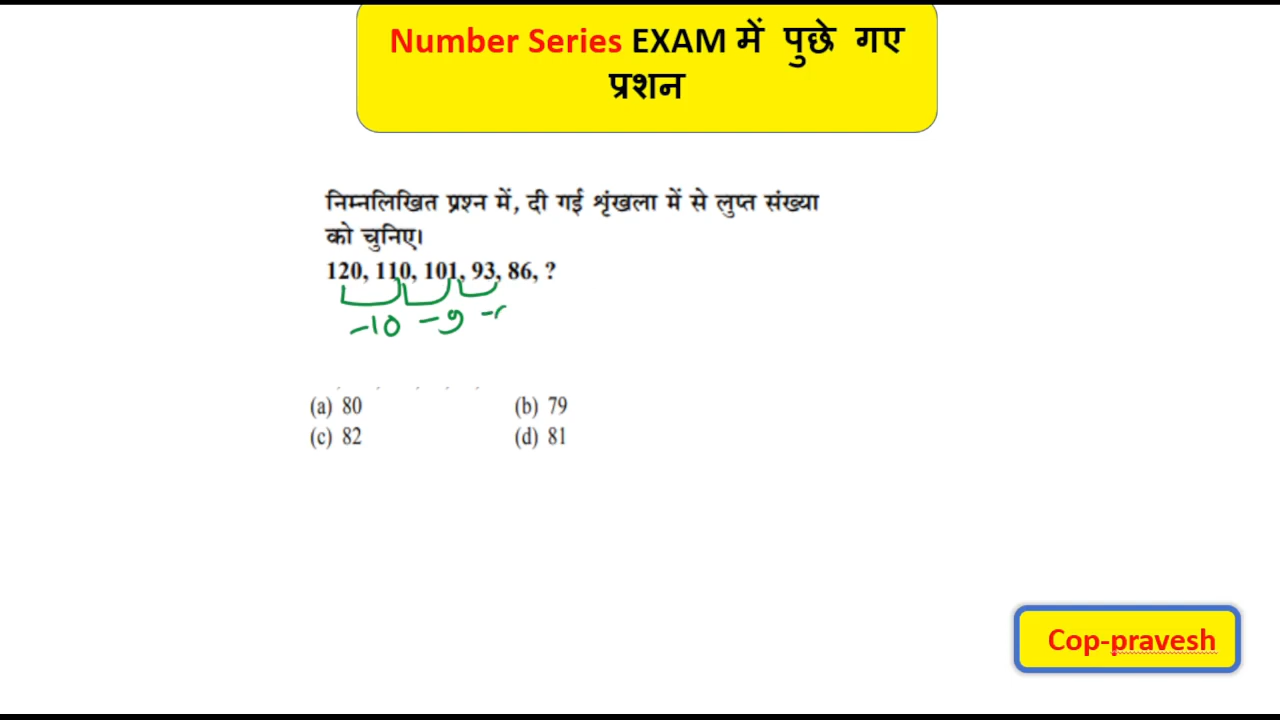 Number Series EXAM में पुछे गए
प्रशन
निम्नलिखित प्रश्न में, दी गई शृंखला में से लुप्त संख्या
को चुनिए।
120, 110, 101, 93, 86, ?
-10 -9 -
(a) 80 (b) 79
(c) 82 (d) 81
Cop-pravesh